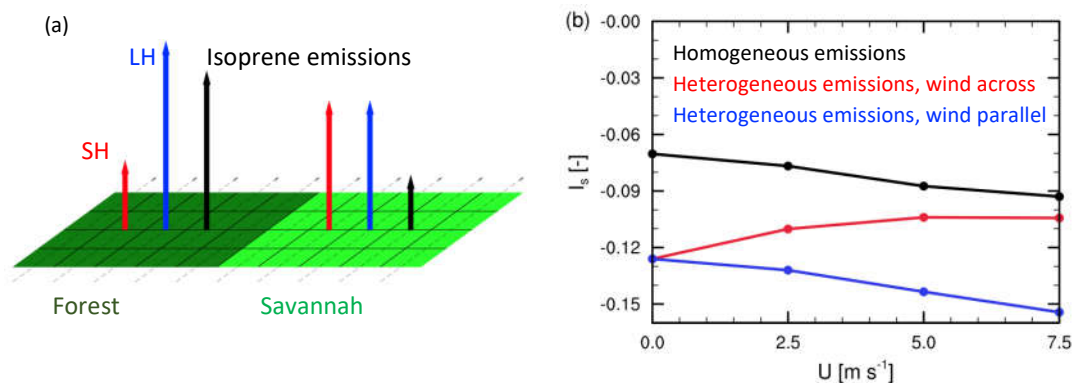 (a)
LH
Isoprene emissions
SH
Forest
Savannah
(b)
-0.00
-0.03
-0.06
-0.09
-0.12
-0.15
I_s [-]
Homogeneous emissions
Heterogeneous emissions, wind across
Heterogeneous emissions, wind parallel
0.0 2.5 5.0 7.5
U [m s⁻¹]